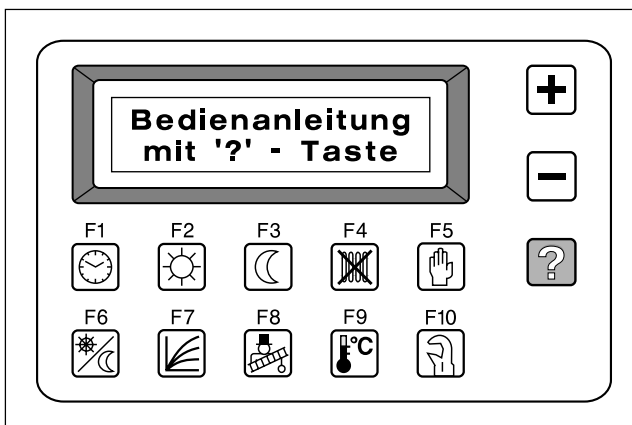 Bedienanleitung
mit '?' - Taste
+
−
F1 F2 F3 F4 F5
?
F6 F7 F8 F9 F10
°C